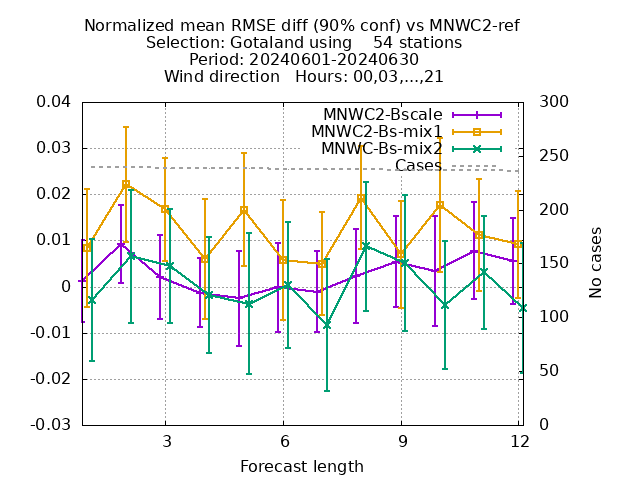 Normalized mean RMSE diff (90% conf) vs MNWC2-ref
Selection: Gotaland using 54 stations
Period: 20240601-20240630
Wind direction Hours: 00,03,...,21
MNWC2-Bscale
MNWC2-Bs-mix1
MNWC-Bs-mix2
Cases
0.04
0.03
0.02
0.01
0
-0.01
-0.02
-0.03
300
250
200
150
100
50
0
No cases
3
6
9
12
Forecast length